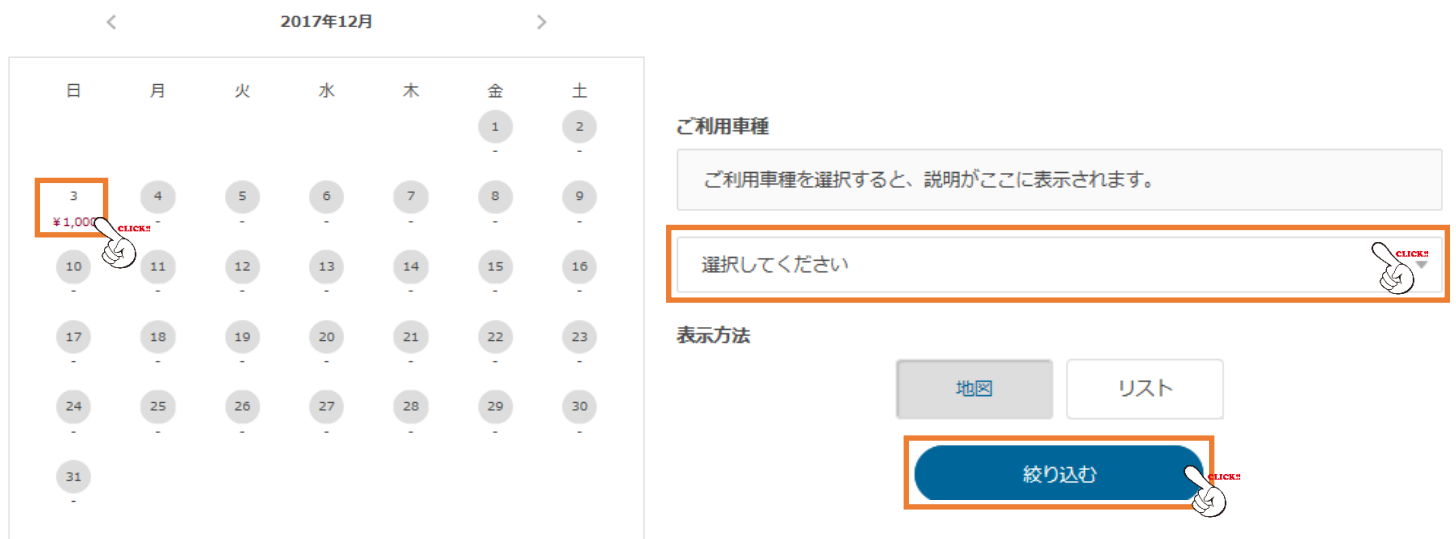 < 2017年12月 >
日 月 火 水 木 金 土
1 2
- -
3 4 5 6 7 8 9
¥1,000 - - - - - -
CLICK!!
10 11 12 13 14 15 16
- - - - - - -
17 18 19 20 21 22 23
- - - - - - -
24 25 26 27 28 29 30
- - - - - - -
31
-
ご利用車種
ご利用車種を選択すると、説明がここに表示されます。
選択してください
CLICK!!
表示方法
地図 リスト
絞り込む
CLICK!!